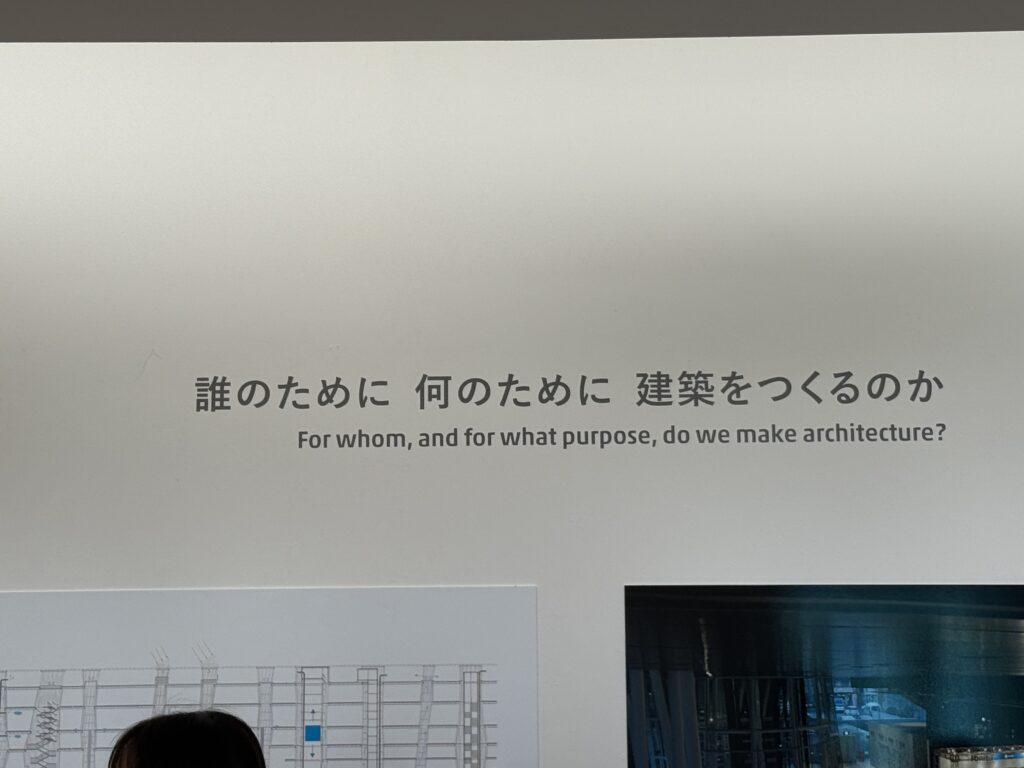 誰のために 何のために 建築をつくるのか
For whom, and for what purpose, do we make architecture?